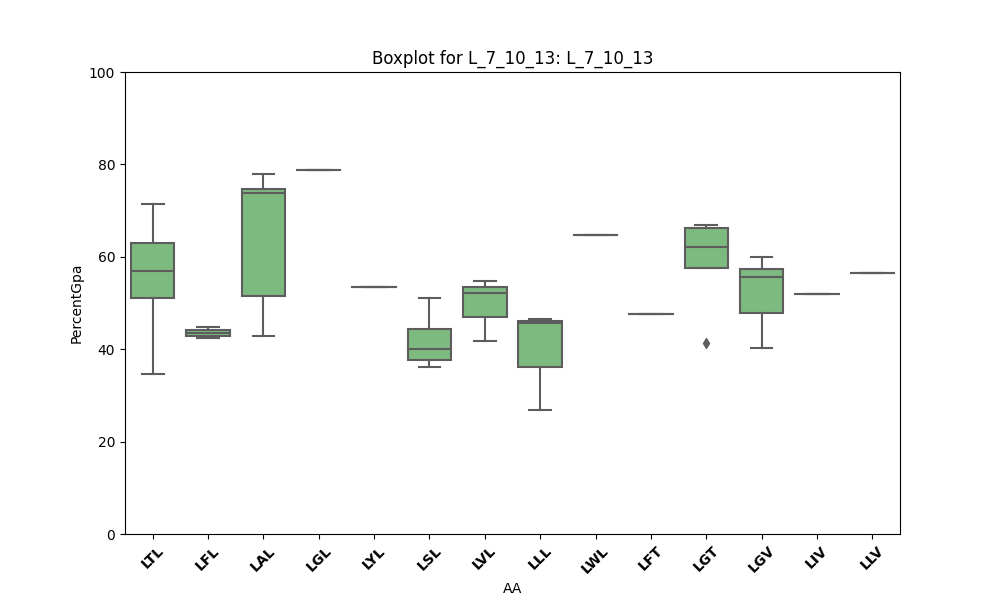 Boxplot for L_7_10_13: L_7_10_13
100
80
60
40
20
0
PercentGpa
LTL LFL LAL LGL LYL LSL LVL LLL LWL LFT LGT LGV LIV LLV
AA